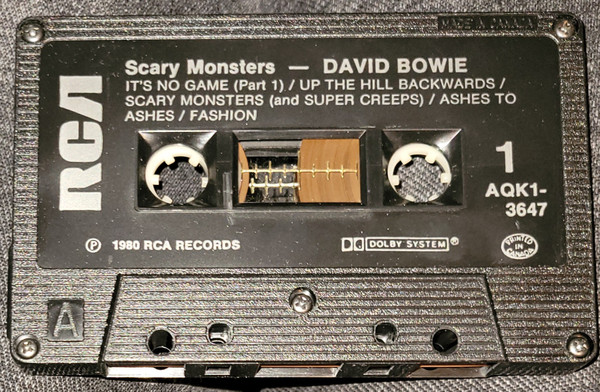 MADE IN CANADA
Scary Monsters — DAVID BOWIE
IT'S NO GAME (Part 1) / UP THE HILL BACKWARDS /
SCARY MONSTERS (and SUPER CREEPS) / ASHES TO
ASHES / FASHION
RCA
1
AQK1-
3647
℗ 1980 RCA RECORDS
DOLBY SYSTEM®
PRINTED
IN
CANADA
A